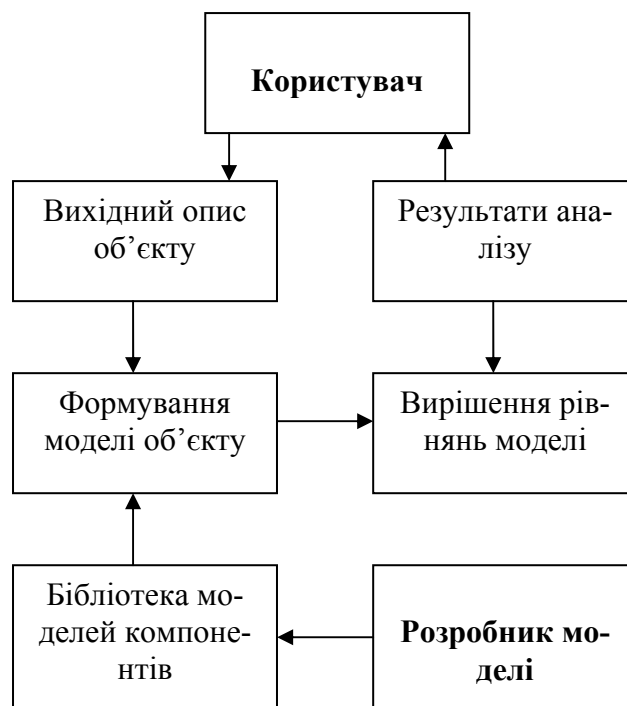 Користувач
Вихідний опис
об’єкту
Результати ана-
лізу
Формування
моделі об’єкту
Вирішення рів-
нянь моделі
Бібліотека мо-
делей компоне-
нтів
Розробник мо-
делі